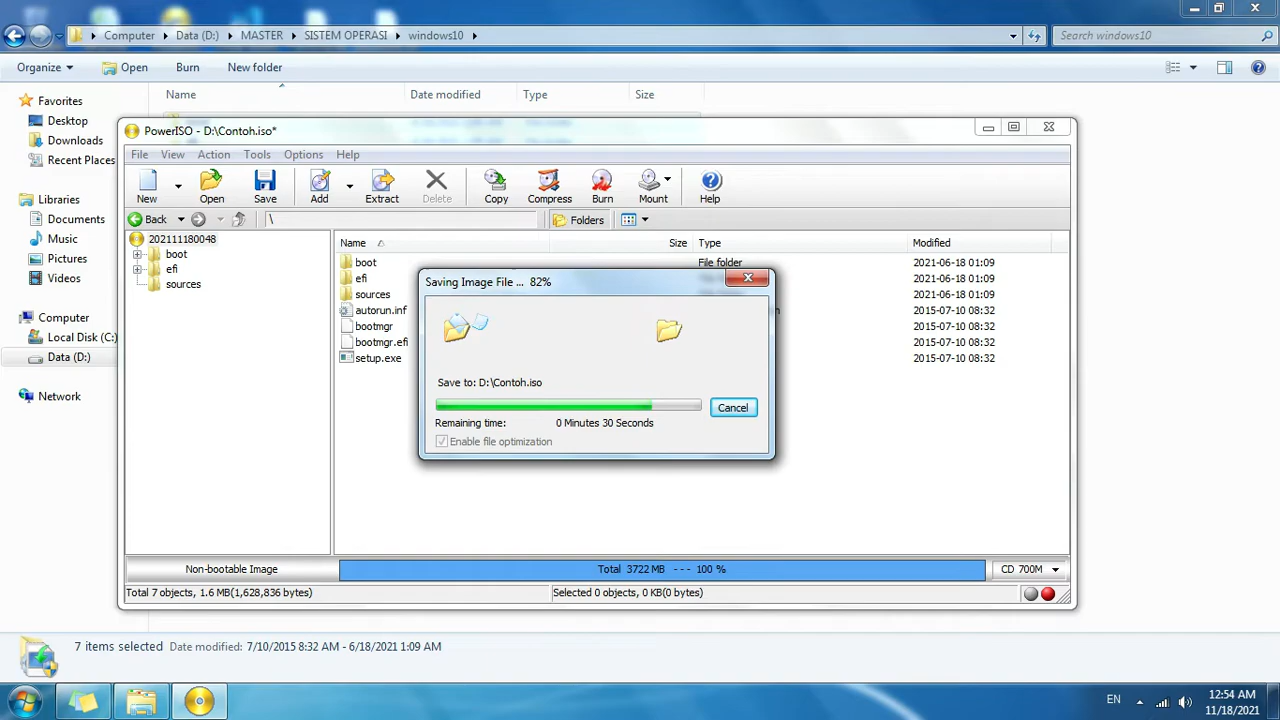 Computer Data (D:) MASTER SISTEM OPERASI windows10 Search windows10
Organize Open Burn New folder ?
Favorites
Desktop
Downloads
Recent Places
Libraries
Documents
Music
Pictures
Videos
Computer
Local Disk (C:)
Data (D:)
Network
Name Date modified Type Size
PowerISO - D:\Contoh.iso*
File View Action Tools Options Help
New Open Save Add Extract Delete Copy Compress Burn Mount Help
Back \ Folders
202111180048
boot
efi
sources
Name Size Type Modified
boot File folder 2021-06-18 01:09
efi 2021-06-18 01:09
sources 2021-06-18 01:09
autorun.inf 2015-07-10 08:32
bootmgr 2015-07-10 08:32
bootmgr.efi 2015-07-10 08:32
setup.exe 2015-07-10 08:32
Saving Image File ... 82%
Save to: D:\Contoh.iso
Cancel
Remaining time: 0 Minutes 30 Seconds
Enable file optimization
Non-bootable Image Total 3722 MB --- 100 % CD 700M
Total 7 objects, 1.6 MB(1,628,836 bytes) Selected 0 objects, 0 KB(0 bytes)
7 items selected Date modified: 7/10/2015 8:32 AM - 6/18/2021 1:09 AM
EN 12:54 AM
11/18/2021